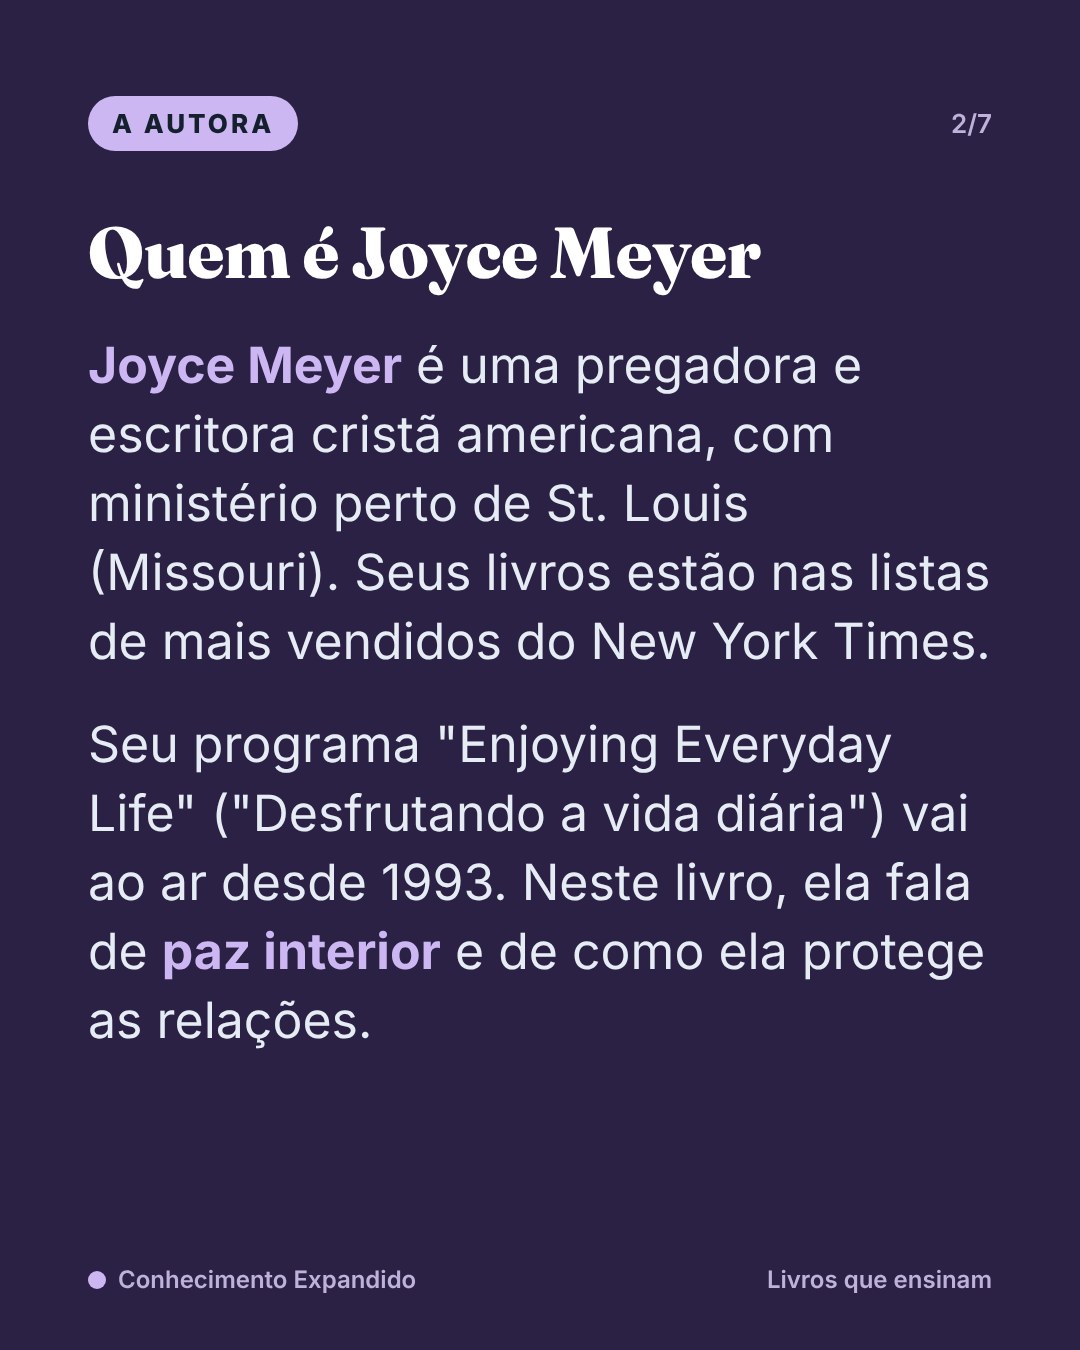 A AUTORA
2/7
Quem é Joyce Meyer
Joyce Meyer é uma pregadora e
escritora cristã americana, com
ministério perto de St. Louis
(Missouri). Seus livros estão nas listas
de mais vendidos do New York Times.
Seu programa "Enjoying Everyday
Life" ("Desfrutando a vida diária") vai
ao ar desde 1993. Neste livro, ela fala
de paz interior e de como ela protege
as relações.
Conhecimento Expandido
Livros que ensinam